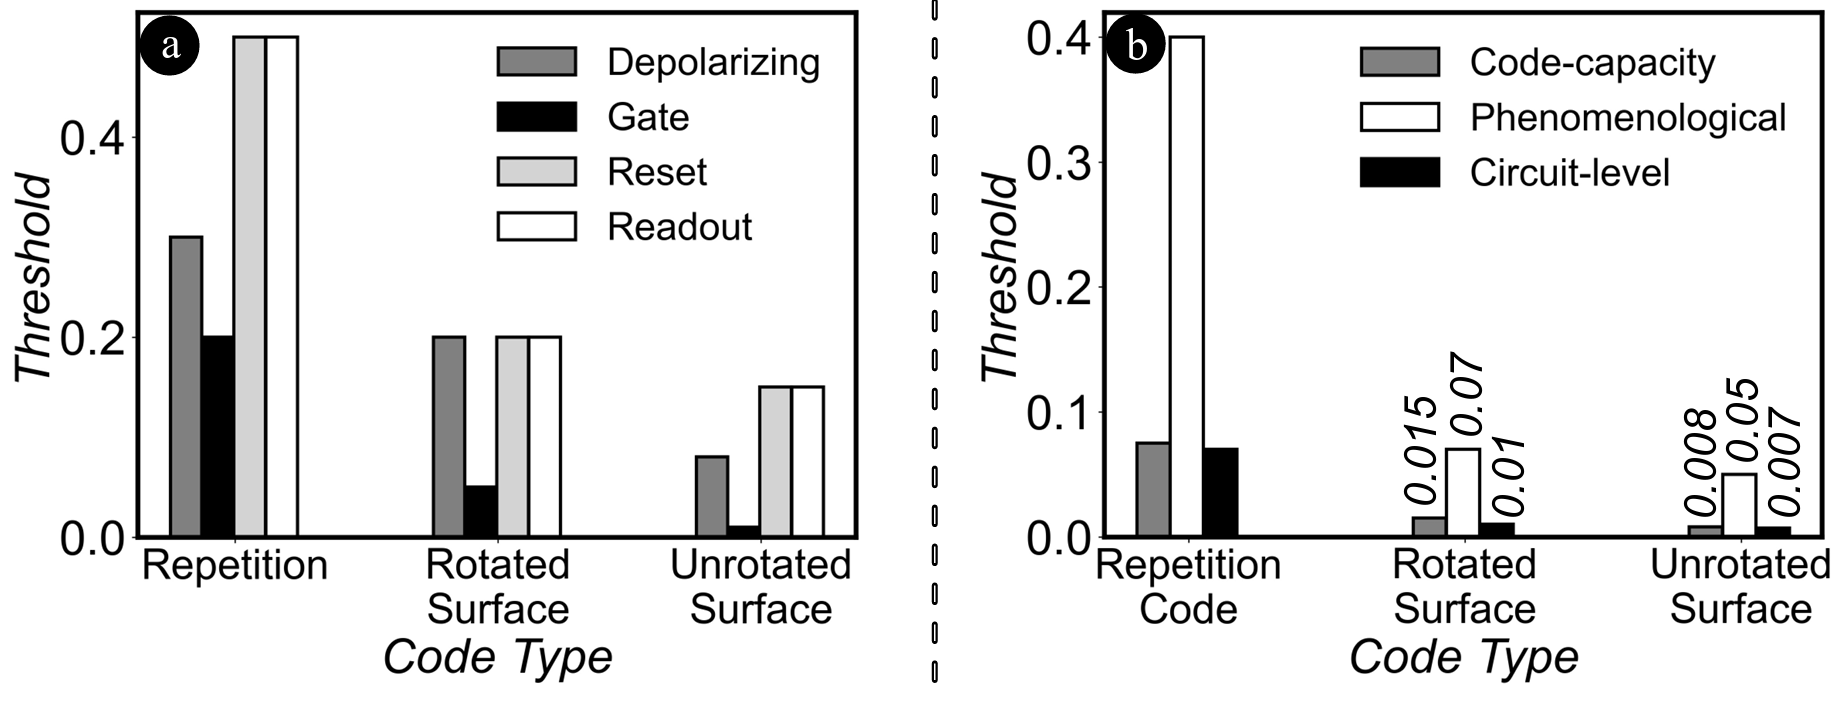 a
Depolarizing
Gate
Reset
Readout
Threshold
0.4
0.2
0.0
Repetition
Rotated
Surface
Unrotated
Surface
Code Type
b
Code-capacity
Phenomenological
Circuit-level
Threshold
0.4
0.3
0.2
0.1
0.0
0.015
0.07
0.01
0.008
0.05
0.007
Repetition
Code
Rotated
Surface
Unrotated
Surface
Code Type